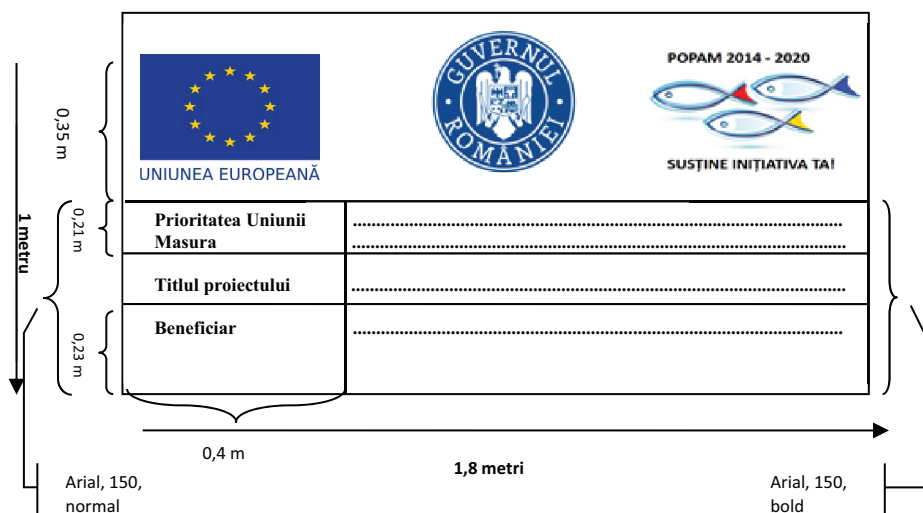 GUVERNUL
ROMÂNIEI
POPAM 2014 - 2020
UNIUNEA EUROPEANĂ
SUSȚINE INIȚIATIVA TA!
0,35 m
1 metru
0,21 m
Prioritatea Uniunii ..........................................................................................
Masura ..........................................................................................
Titlul proiectului ..........................................................................................
Beneficiar ..........................................................................................
0,23 m
0,4 m
1,8 metri
Arial, 150,
normal
Arial, 150,
bold